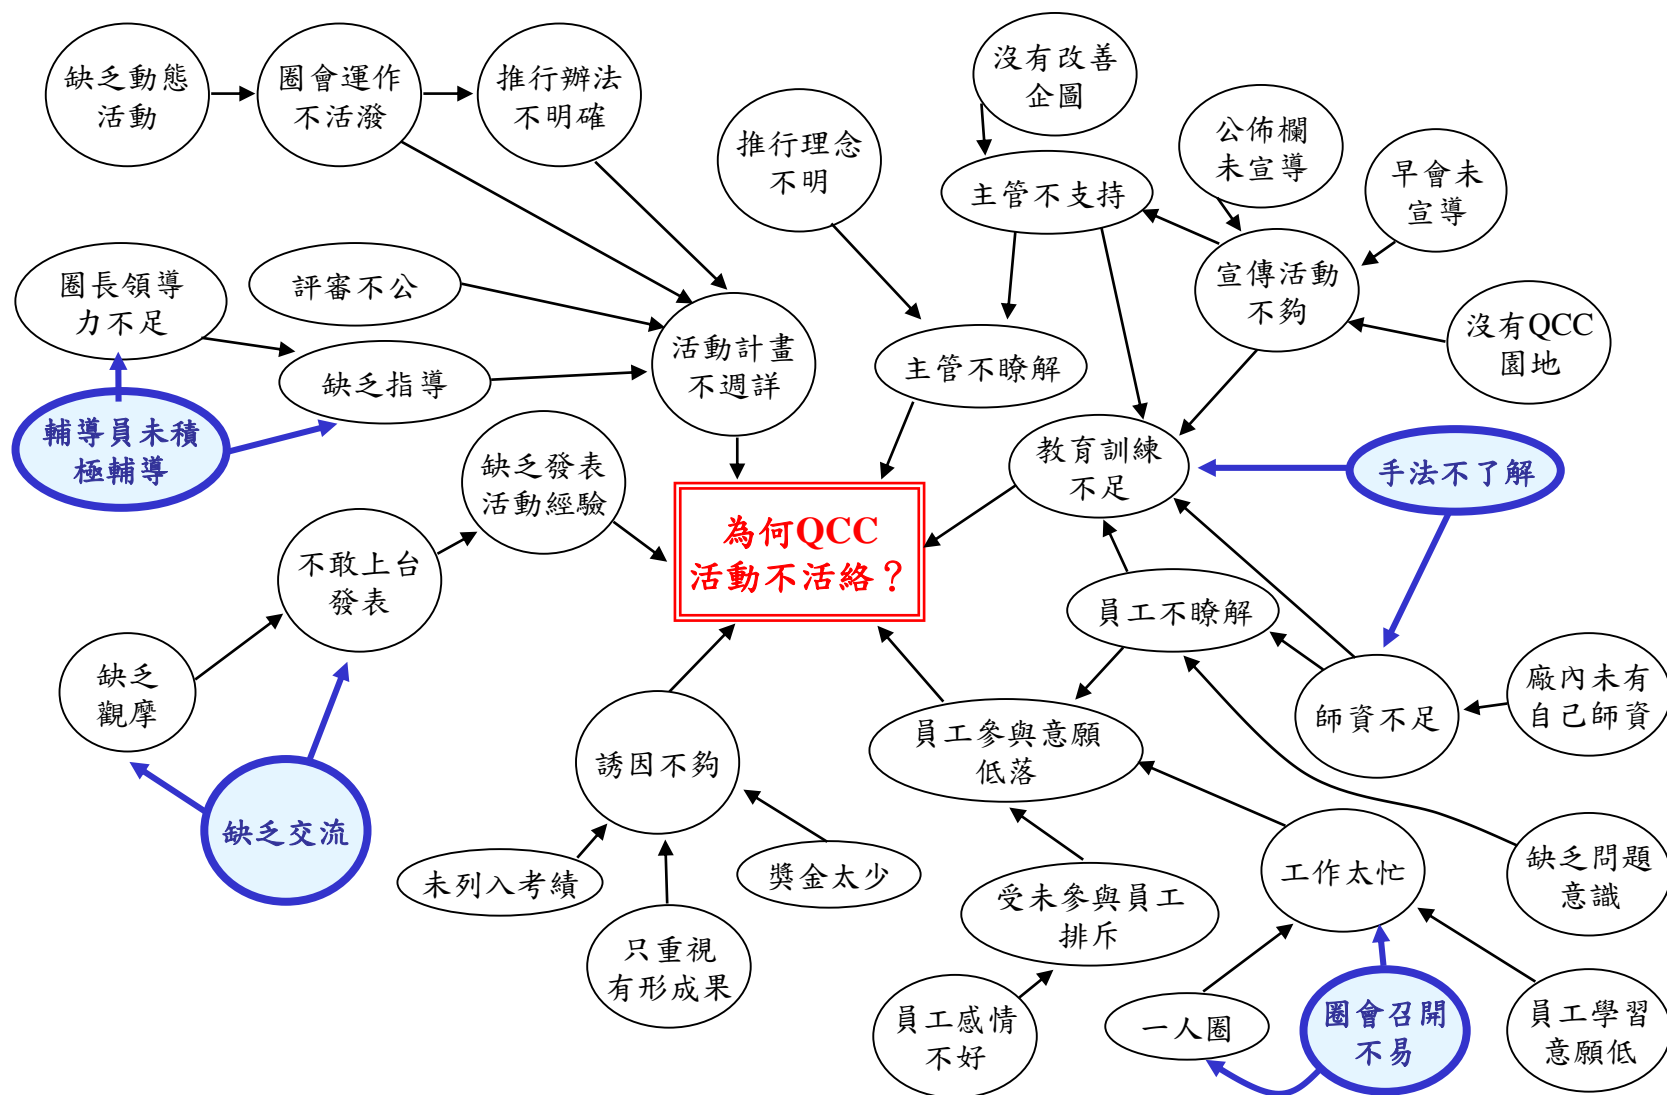 缺乏動態
活動
圈會運作
不活潑
推行辦法
不明確
沒有改善
企圖
推行理念
不明
公佈欄
未宣導
早會未
宣導
主管不支持
圈長領導
力不足
評審不公
宣傳活動
不夠
沒有QCC
園地
缺乏指導
活動計畫
不週詳
主管不瞭解
輔導員未積
極輔導
缺乏發表
活動經驗
教育訓練
不足
手法不了解
為何QCC
活動不活絡？
不敢上台
發表
員工不瞭解
缺乏
觀摩
師資不足
廠內未有
自己師資
誘因不夠
員工參與意願
低落
缺乏交流
未列入考績
獎金太少
工作太忙
缺乏問題
意識
受未參與員工
排斥
只重視
有形成果
員工感情
不好
一人圈
圈會召開
不易
員工學習
意願低